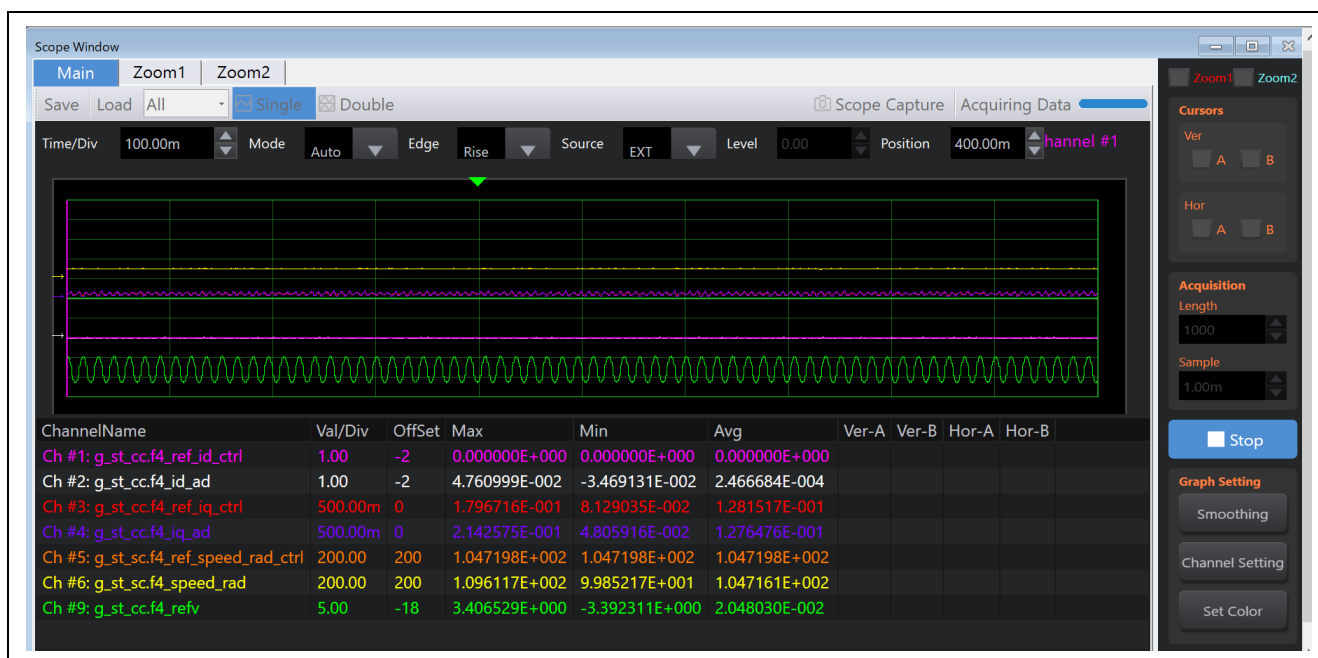 Scope Window
Main Zoom1 Zoom2
Save Load All Single Double Scope Capture Acquiring Data
Time/Div 100.00m Mode Auto Edge Rise Source EXT Level 0.00 Position 400.00m hannel #1
ChannelName Val/Div OffSet Max Min Avg Ver-A Ver-B Hor-A Hor-B
Ch #1: g_st_cc.f4_ref_id_ctrl 1.00 -2 0.000000E+000 0.000000E+000 0.000000E+000
Ch #2: g_st_cc.f4_id_ad 1.00 -2 4.760999E-002 -3.469131E-002 2.466684E-004
Ch #3: g_st_cc.f4_ref_iq_ctrl 500.00m 0 1.796716E-001 8.129035E-002 1.281517E-001
Ch #4: g_st_cc.f4_iq_ad 500.00m 0 2.142575E-001 4.805916E-002 1.276476E-001
Ch #5: g_st_sc.f4_ref_speed_rad_ctrl 200.00 200 1.047198E+002 1.047198E+002 1.047198E+002
Ch #6: g_st_sc.f4_speed_rad 200.00 200 1.096117E+002 9.985217E+001 1.047161E+002
Ch #9: g_st_cc.f4_refv 5.00 -18 3.406529E+000 -3.392311E+000 2.048030E-002
Zoom1 Zoom2
Cursors
Ver
A B
Hor
A B
Acquisition
Length
1000
Sample
1.00m
Stop
Graph Setting
Smoothing
Channel Setting
Set Color